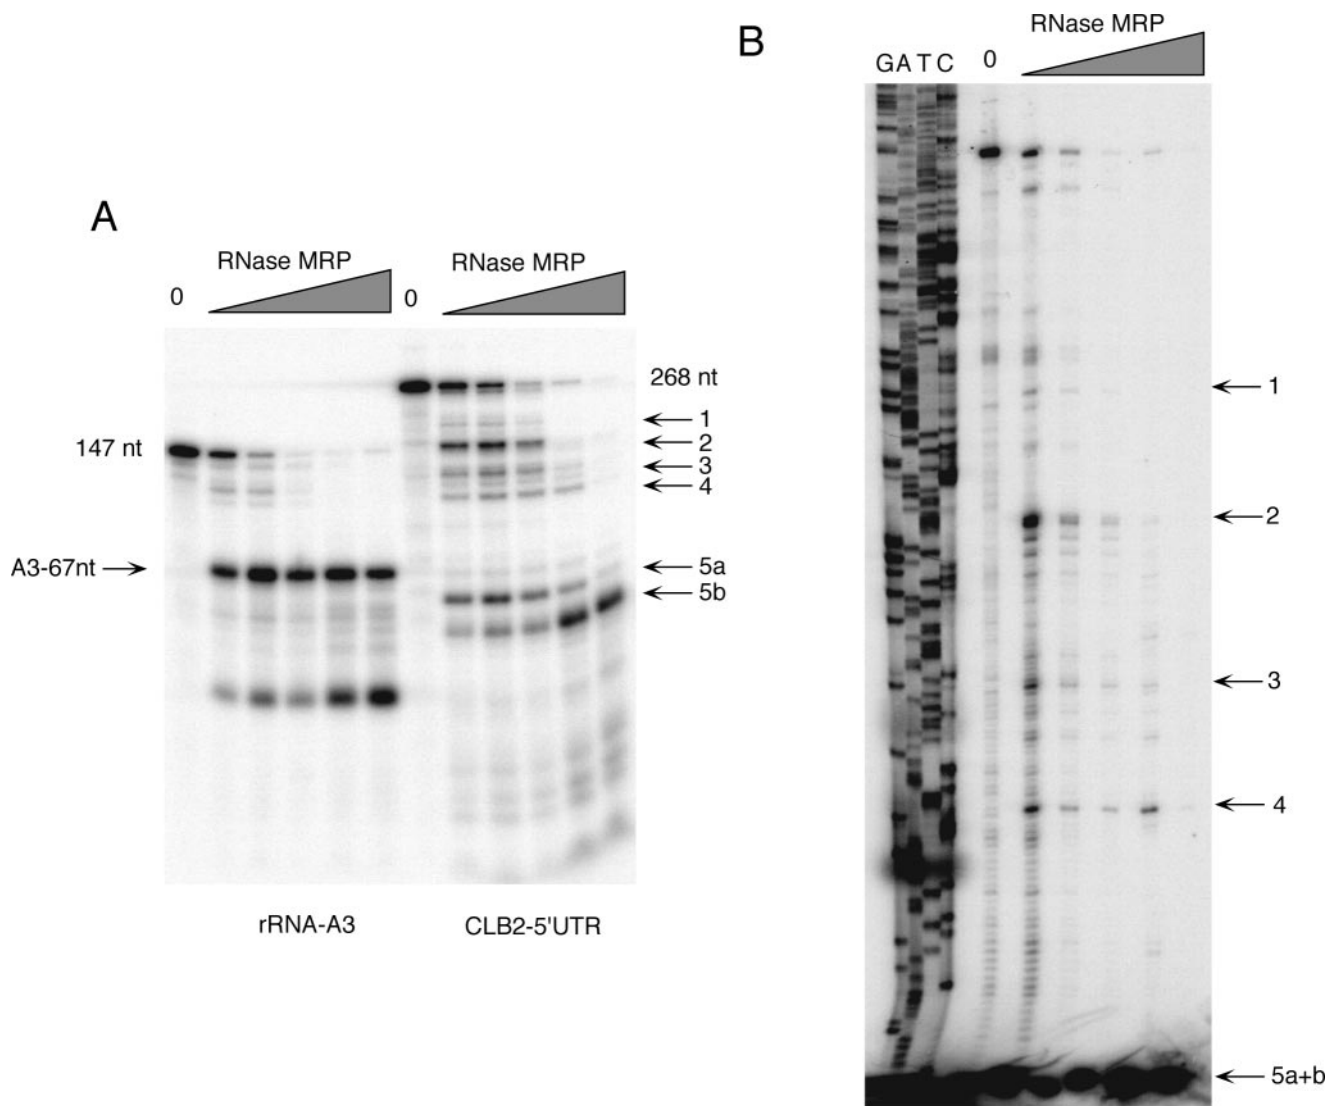 A
RNase MRP
RNase MRP
0
0
147 nt
A3-67nt
268 nt
1
2
3
4
5a
5b
rRNA-A3
CLB2-5'UTR
B
RNase MRP
G A T C
0
1
2
3
4
5a+b